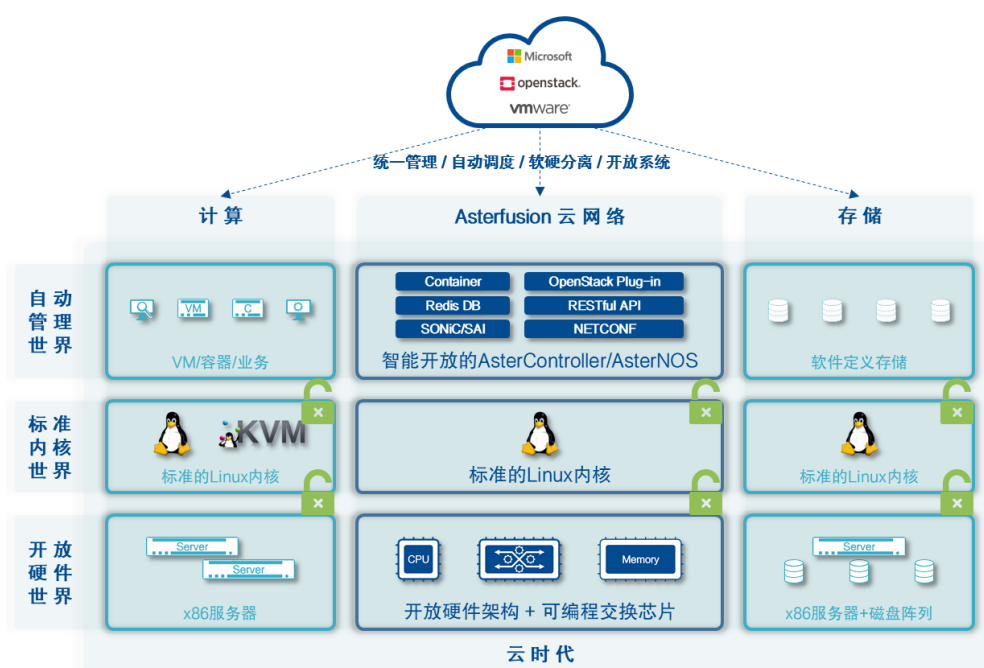 Microsoft
openstack.
vmware
统一管理 / 自动调度 / 软硬分离 / 开放系统
计算
Asterfusion 云网络
存储
自动
管理
世界
VM
C
VM/容器/业务
Container
OpenStack Plug-in
Redis DB
RESTful API
SONiC/SAI
NETCONF
智能开放的AsterController/AsterNOS
软件定义存储
标准
内核
世界
KVM
标准的Linux内核
标准的Linux内核
标准的Linux内核
开放
硬件
世界
Server
Server
x86服务器
CPU
Memory
开放硬件架构 + 可编程交换芯片
Server
x86服务器+磁盘阵列
云时代